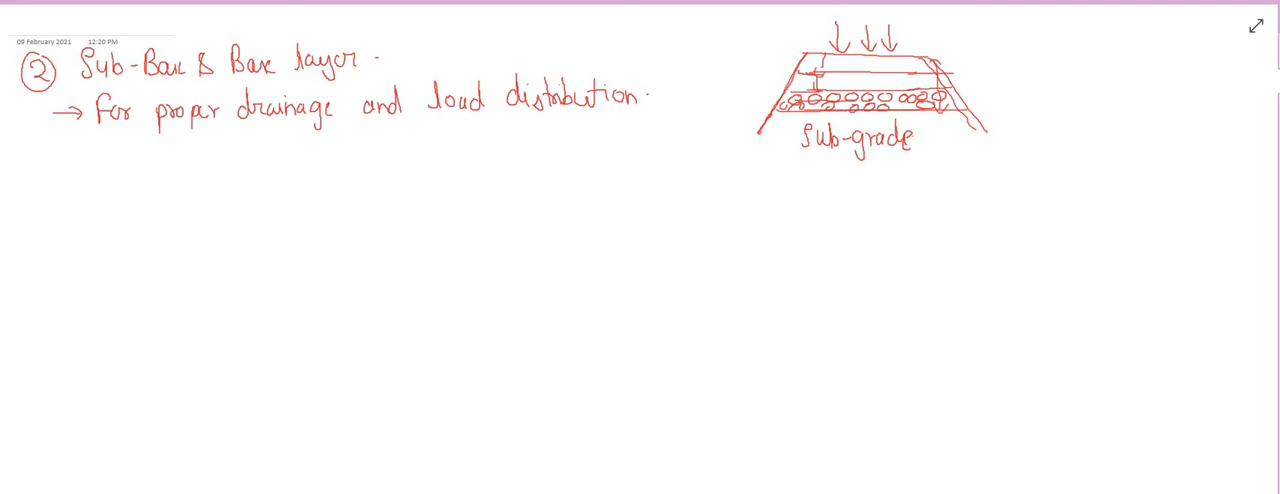 09 February 2021 12:20 PM
② Sub-Base & Base layer.
→ For proper drainage and load distribution.
Sub-grade